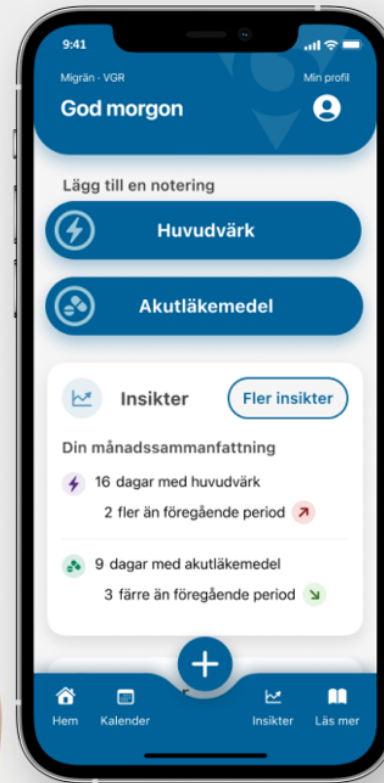 9:41
Migrän - VGR
Min profil
God morgon
Lägg till en notering
Huvudvärk
Akutläkemedel
Insikter
Fler insikter
Din månadssammanfattning
16 dagar med huvudvärk
2 fler än föregående period
9 dagar med akutläkemedel
3 färre än föregående period
Hem
Kalender
Insikter
Läs mer